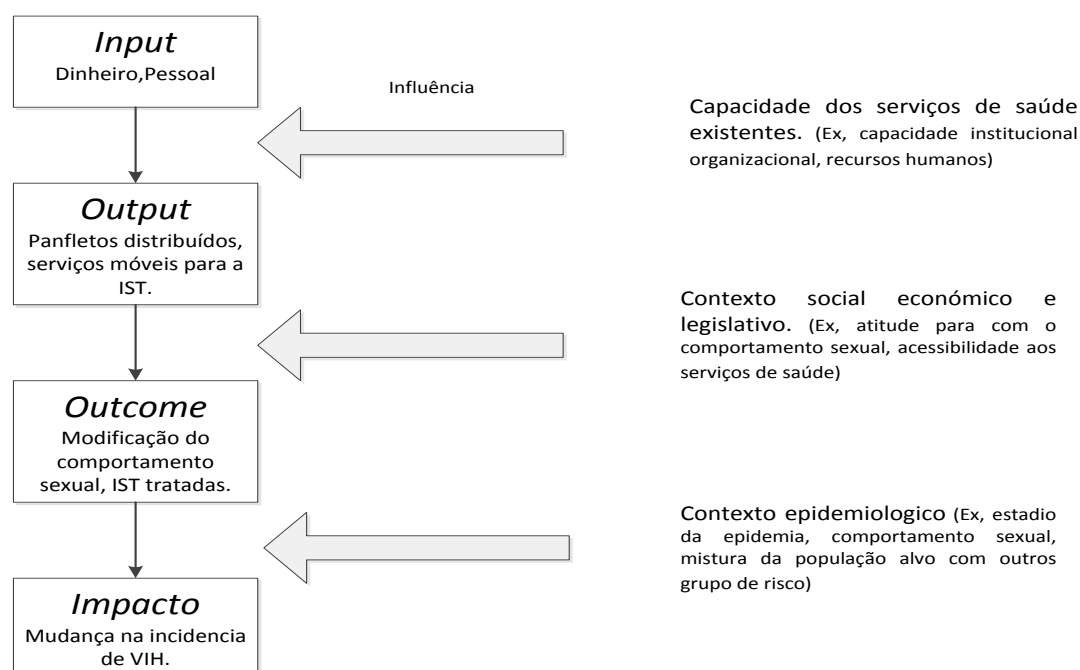 Input
Dinheiro,Pessoal
Influência
Capacidade dos serviços de saúde
existentes. (Ex, capacidade institucional
organizacional, recursos humanos)
Output
Panfletos distribuídos,
serviços móveis para a
IST.
Contexto social económico e
legislativo. (Ex, atitude para com o
comportamento sexual, acessibilidade aos
serviços de saúde)
Outcome
Modificação do
comportamento
sexual, IST tratadas.
Contexto epidemiologico (Ex, estadio
da epidemia, comportamento sexual,
mistura da população alvo com outros
grupo de risco)
Impacto
Mudança na incidencia
de VIH.